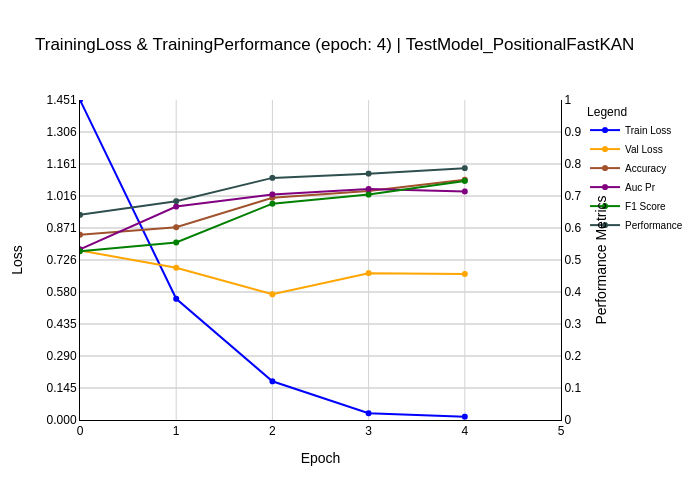 TrainingLoss & TrainingPerformance (epoch: 4) | TestModel_PositionalFastKAN
1.451
1.306
1.161
1.016
0.871
0.726
0.580
0.435
0.290
0.145
0.000
Loss
0
1
2
3
4
5
Epoch
1
0.9
0.8
0.7
0.6
0.5
0.4
0.3
0.2
0.1
0
Performance Metrics
Legend
Train Loss
Val Loss
Accuracy
Auc Pr
F1 Score
Performance